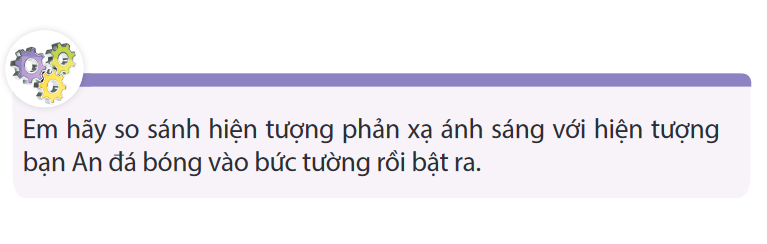 Em hãy so sánh hiện tượng phản xạ ánh sáng với hiện tượng
bạn An đá bóng vào bức tường rồi bật ra.